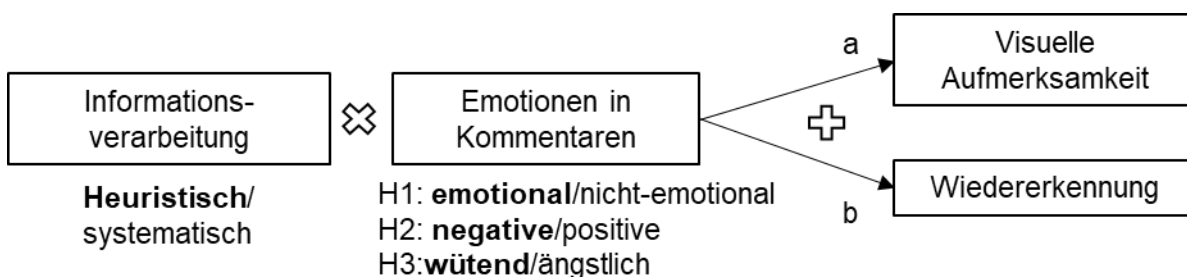 Informations-
verarbeitung
Heuristisch/
systematisch
Emotionen in
Kommentaren
H1: emotional/nicht-emotional
H2: negative/positive
H3:wütend/ängstlich
a
Visuelle
Aufmerksamkeit
b
Wiedererkennung